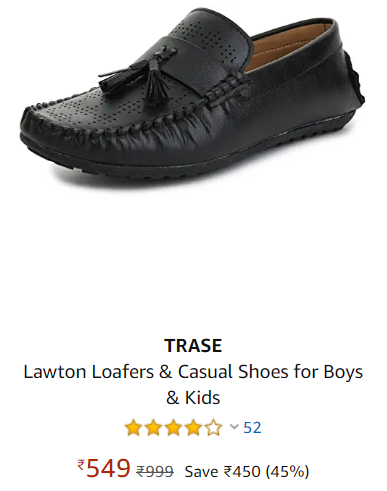 TRASE
Lawton Loafers & Casual Shoes for Boys
& Kids
52
₹549 ₹999 Save ₹450 (45%)